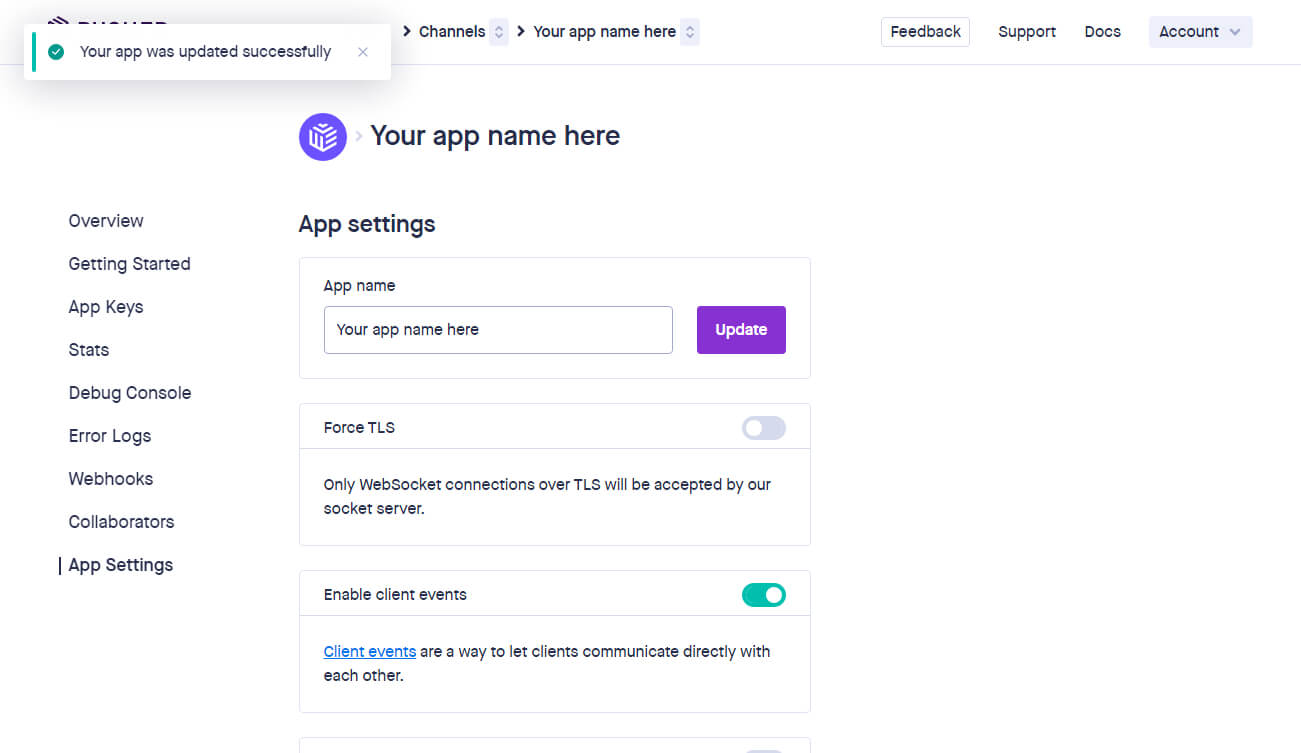 Your app was updated successfully
Channels
Your app name here
Feedback
Support
Docs
Account
Your app name here
Overview
Getting Started
App Keys
Stats
Debug Console
Error Logs
Webhooks
Collaborators
App Settings
App settings
App name
Your app name here
Update
Force TLS
Only WebSocket connections over TLS will be accepted by our
socket server.
Enable client events
Client events are a way to let clients communicate directly with
each other.